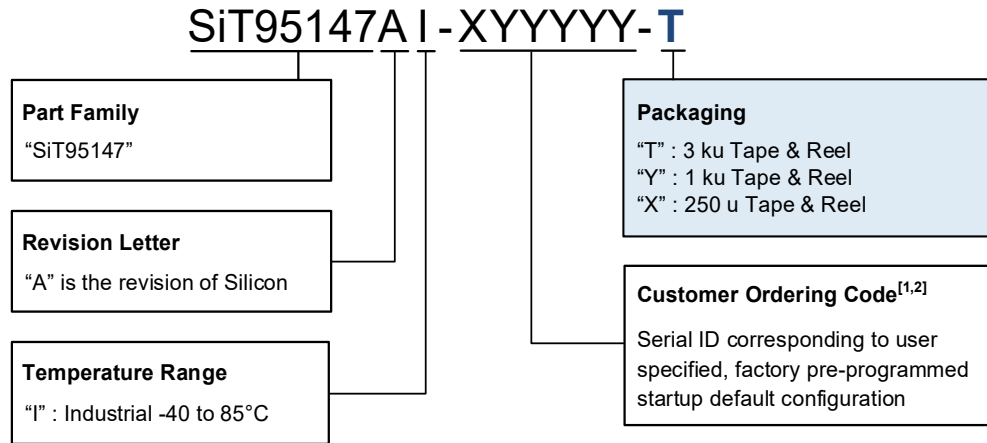 SiT95147AI-XYYYYY-T
Part Family
“SiT95147”
Revision Letter
“A” is the revision of Silicon
Temperature Range
“I” : Industrial -40 to 85°C
Packaging
“T” : 3 ku Tape & Reel
“Y” : 1 ku Tape & Reel
“X” : 250 u Tape & Reel
Customer Ordering Code[1,2]
Serial ID corresponding to user
specified, factory pre-programmed
startup default configuration